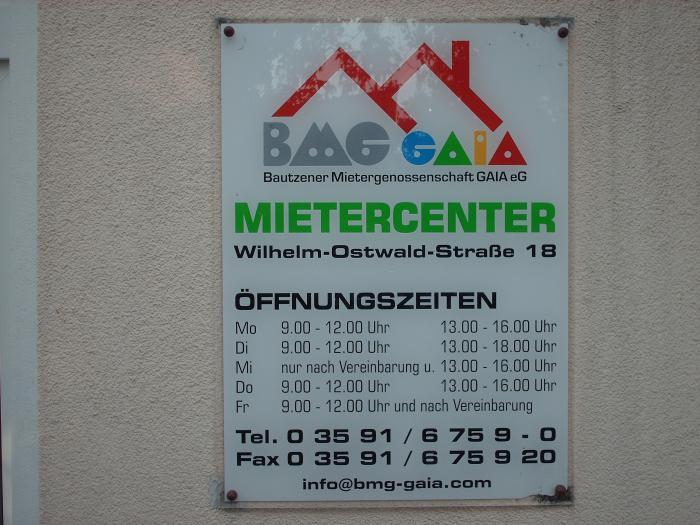 BMG GAIA
Bautzener Mietergenossenschaft GAIA eG
MIETERCENTER
Wilhelm-Ostwald-Straße 18
ÖFFNUNGSZEITEN
Mo 9.00 - 12.00 Uhr 13.00 - 16.00 Uhr
Di 9.00 - 12.00 Uhr 13.00 - 18.00 Uhr
Mi nur nach Vereinbarung u. 13.00 - 16.00 Uhr
Do 9.00 - 12.00 Uhr 13.00 - 16.00 Uhr
Fr 9.00 - 12.00 Uhr und nach Vereinbarung
Tel. 0 35 91 / 6 75 9 - 0
Fax 0 35 91 / 6 75 9 20
info@bmg-gaia.com